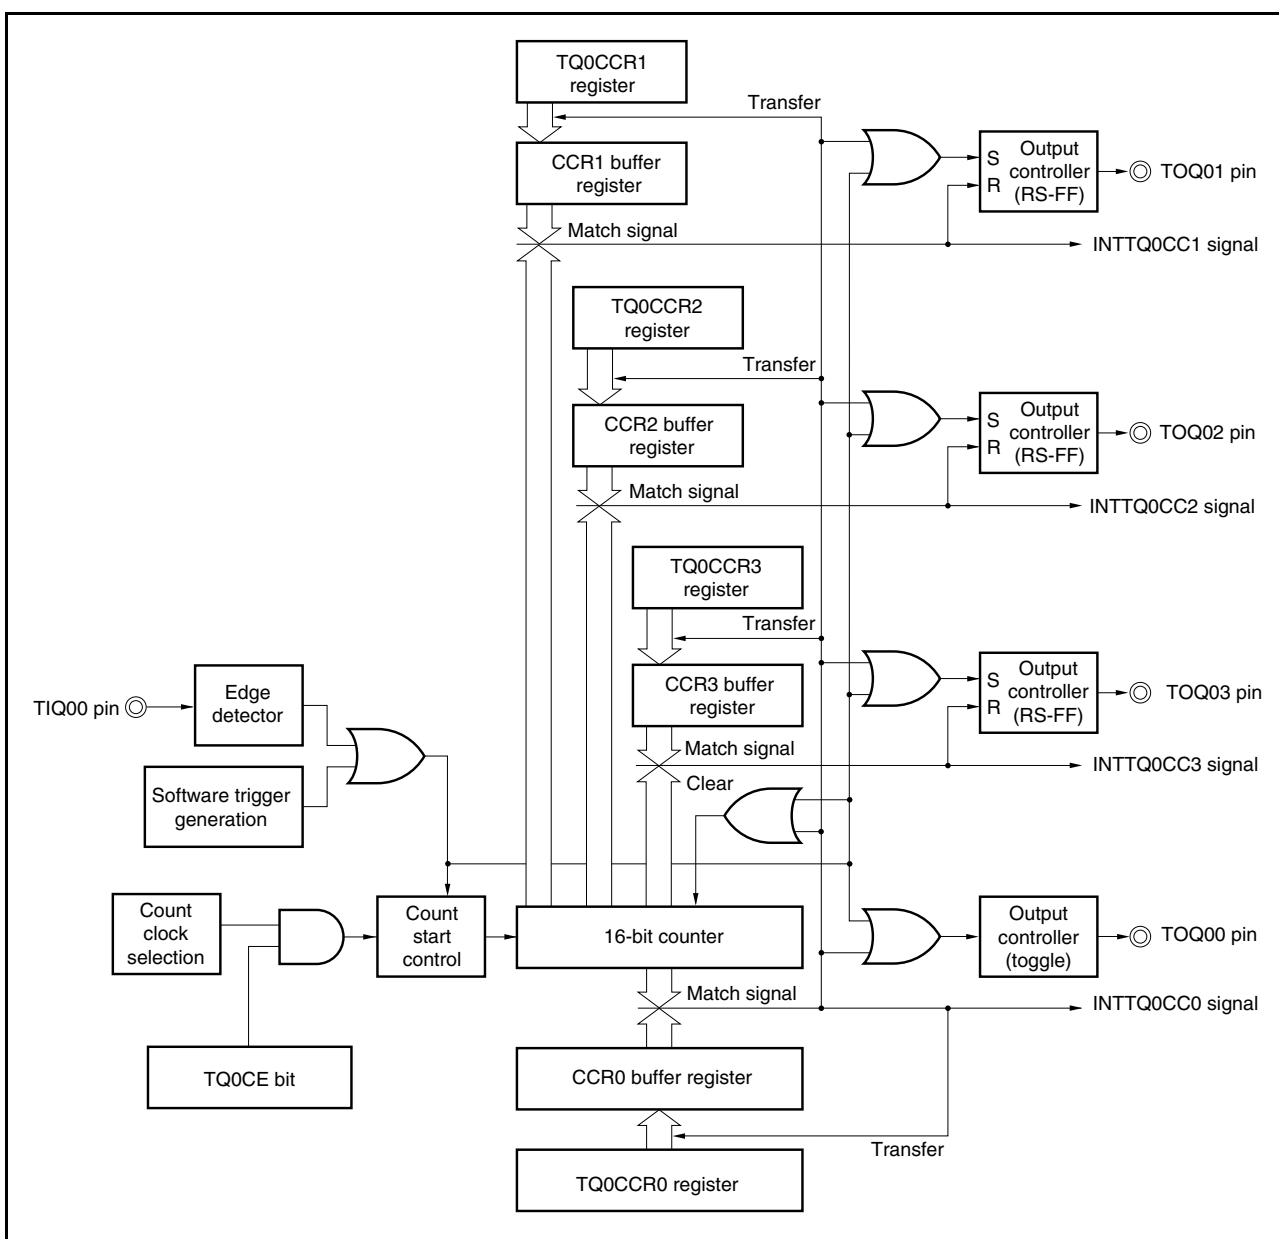 TQ0CCR1
register
Transfer
CCR1 buffer
register
S
R
Output
controller
(RS-FF)
TOQ01 pin
Match signal
INTTQ0CC1 signal
TQ0CCR2
register
Transfer
CCR2 buffer
register
S
R
Output
controller
(RS-FF)
TOQ02 pin
Match signal
INTTQ0CC2 signal
TQ0CCR3
register
Transfer
CCR3 buffer
register
S
R
Output
controller
(RS-FF)
TOQ03 pin
TIQ00 pin
Edge
detector
Match signal
INTTQ0CC3 signal
Clear
Software trigger
generation
Count
clock
selection
Count
start
control
16-bit counter
Output
controller
(toggle)
TOQ00 pin
Match signal
INTTQ0CC0 signal
TQ0CE bit
CCR0 buffer register
Transfer
TQ0CCR0 register